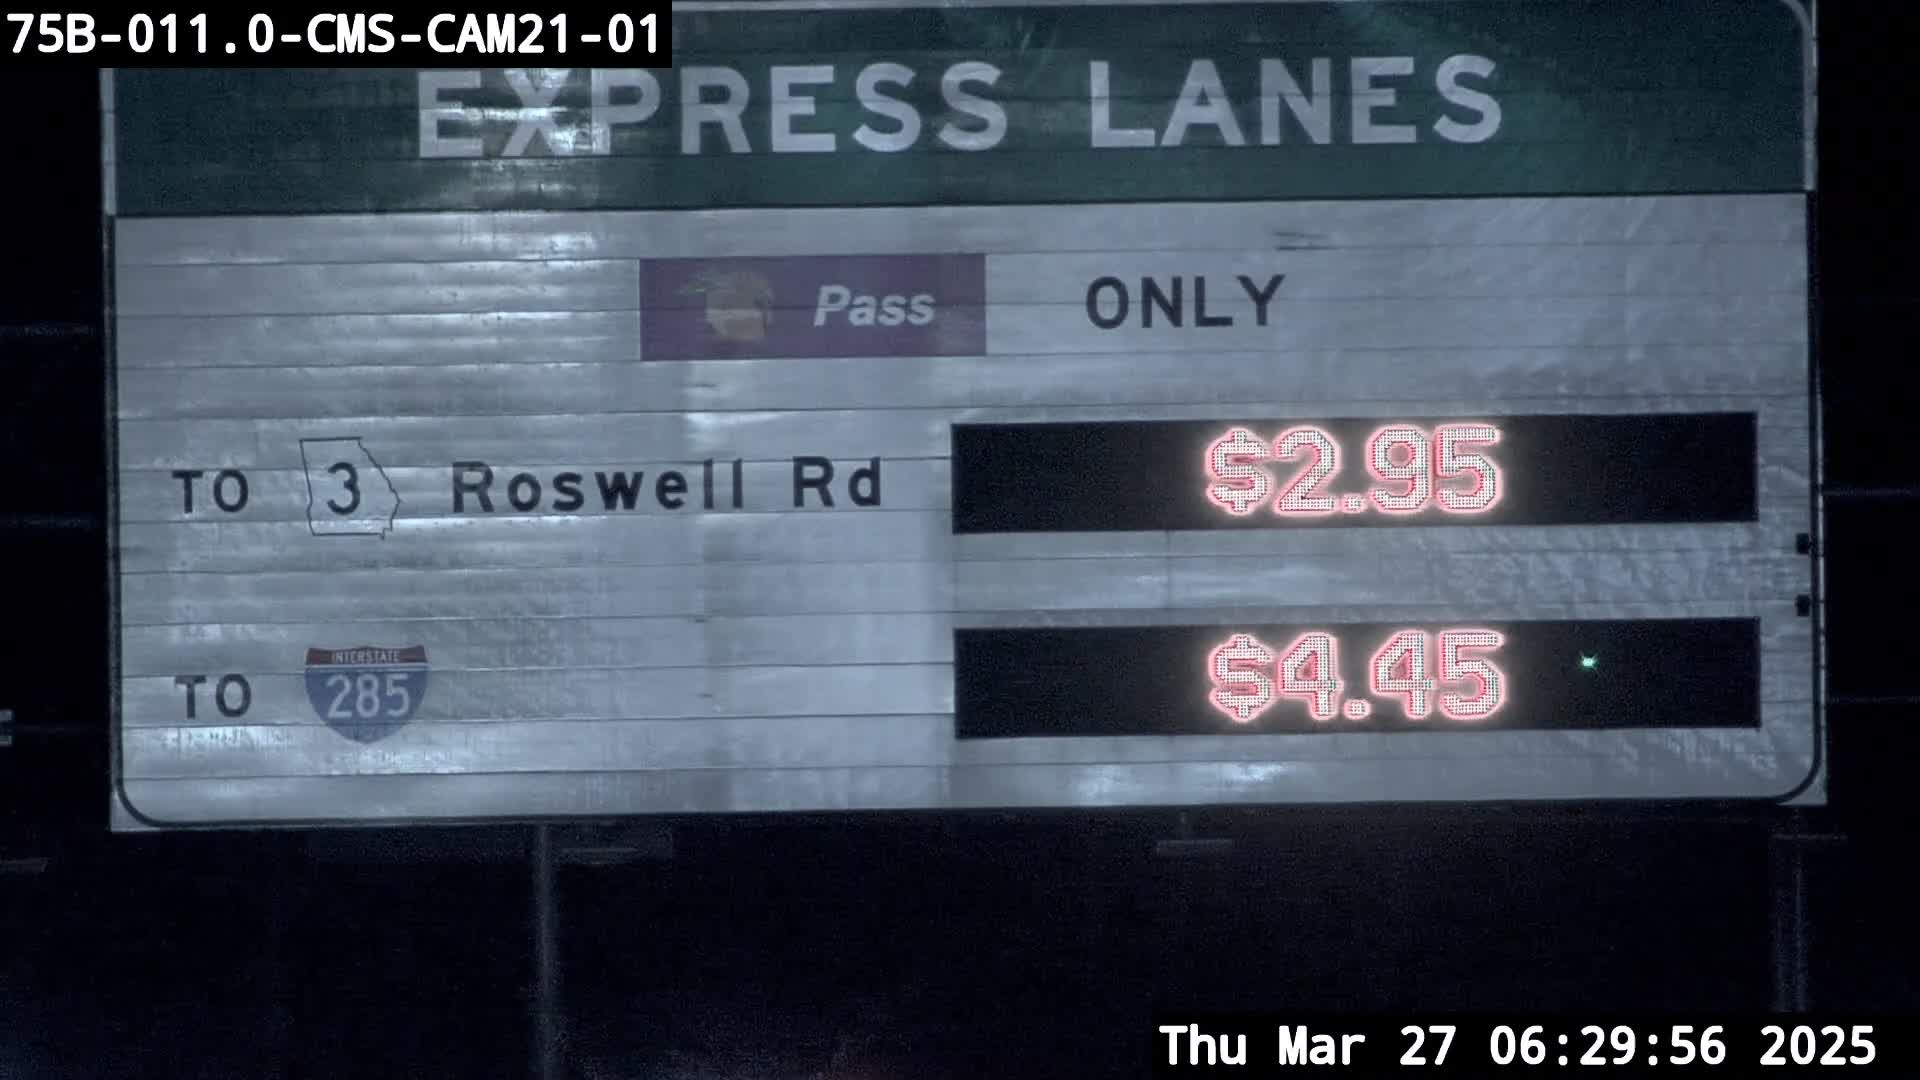 75B-011.0-CMS-CAM21-01
EXPRESS LANES
Pass ONLY
TO 3 Roswell Rd $2.95
INTERSTATE
TO 285 $4.45
Thu Mar 27 06:29:56 2025